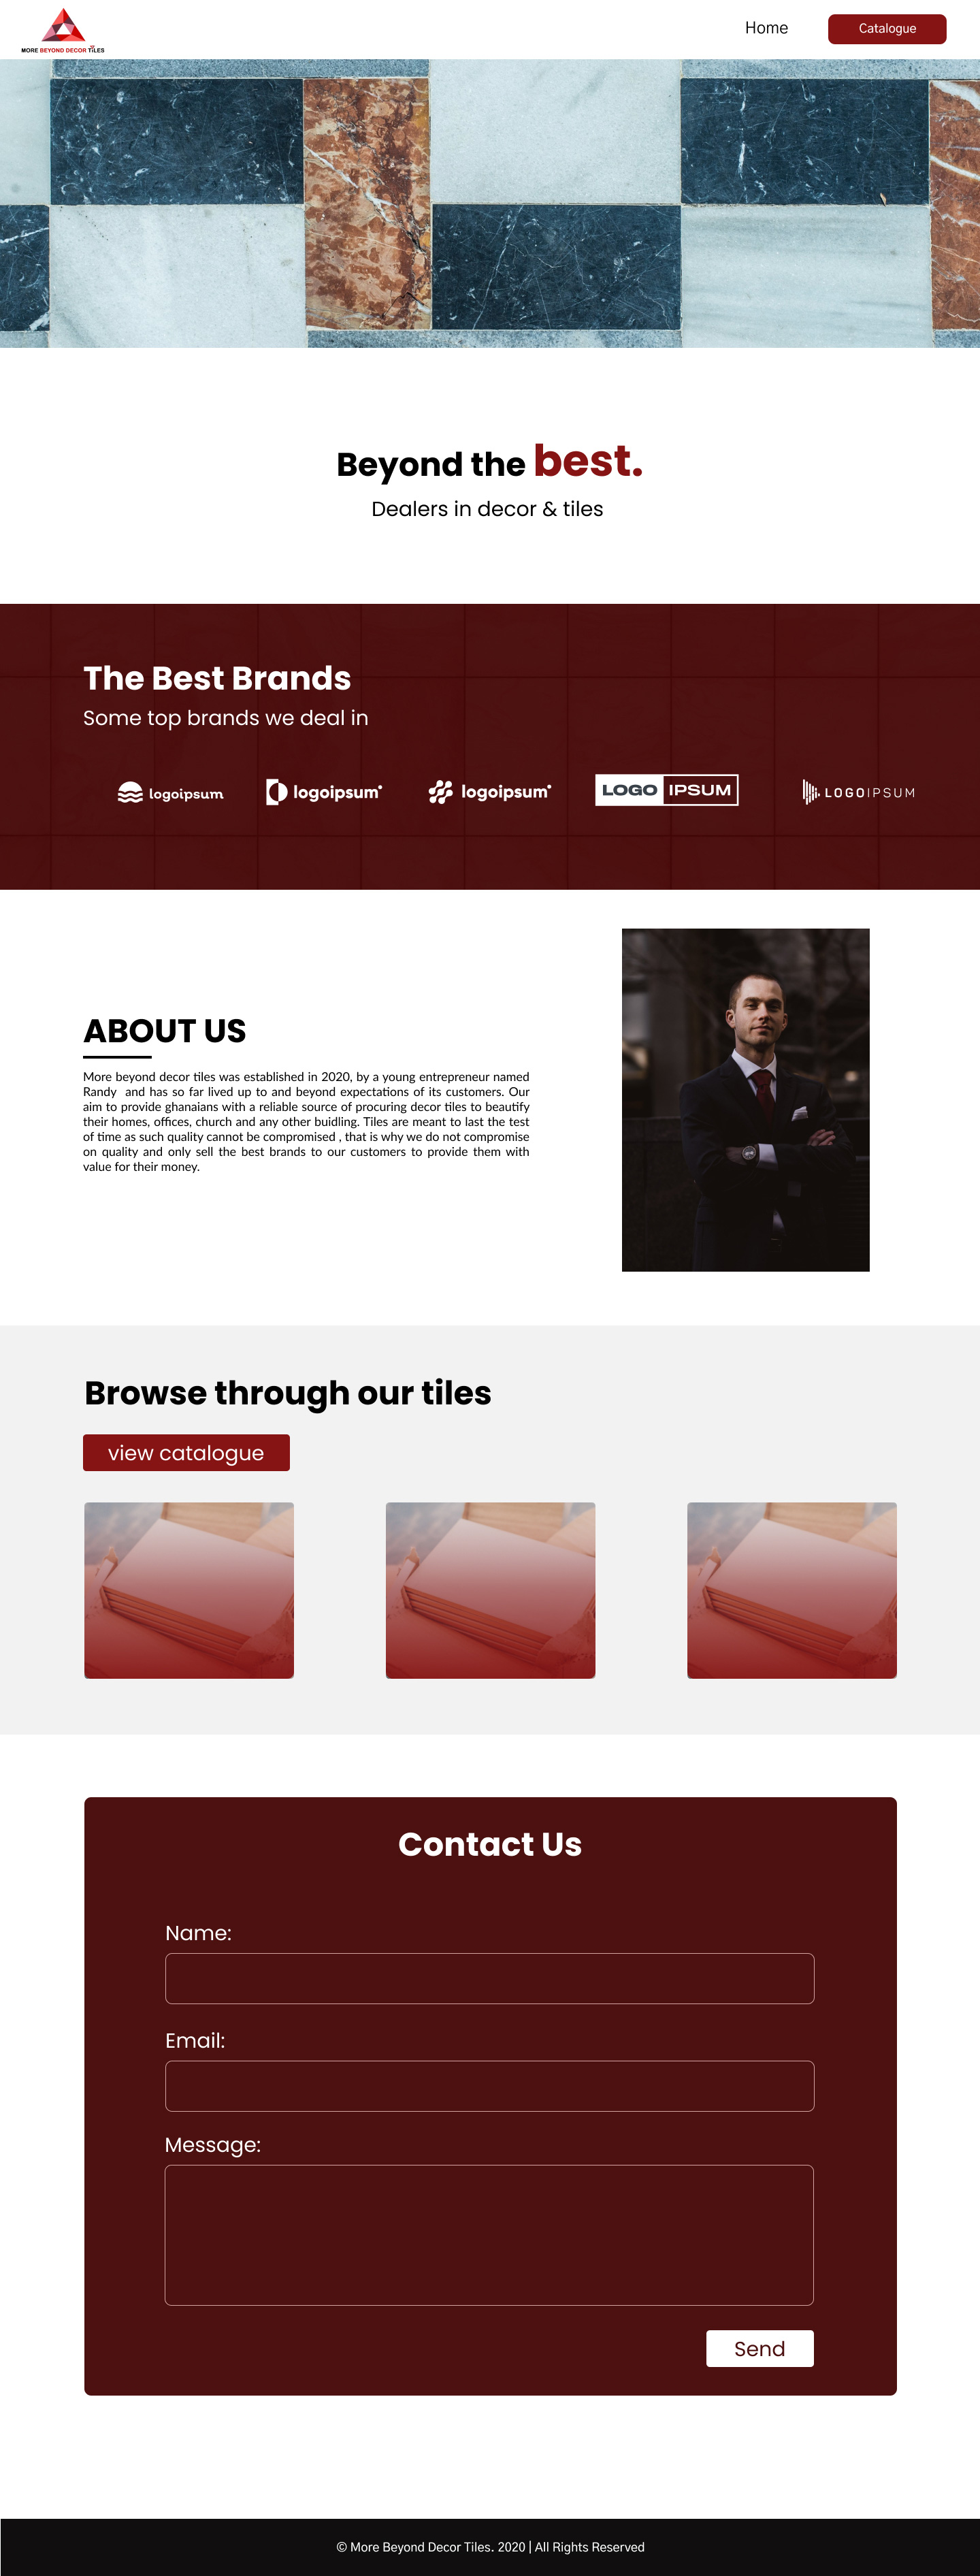 MORE BEYOND DECOR TILES
Home
Catalogue
Beyond the best.
Dealers in decor & tiles
The Best Brands
Some top brands we deal in
logoipsum
logoipsum
logoipsum
LOGO IPSUM
LOGOIPSUM
ABOUT US
More beyond decor tiles was established in 2020, by a young entrepreneur named
Randy and has so far lived up to and beyond expectations of its customers. Our
aim to provide ghanaians with a reliable source of procuring decor tiles to beautify
their homes, offices, church and any other buidling. Tiles are meant to last the test
of time as such quality cannot be compromised , that is why we do not compromise
on quality and only sell the best brands to our customers to provide them with
value for their money.
Browse through our tiles
view catalogue
Contact Us
Name:
Email:
Message:
Send
© More Beyond Decor Tiles. 2020 | All Rights Reserved